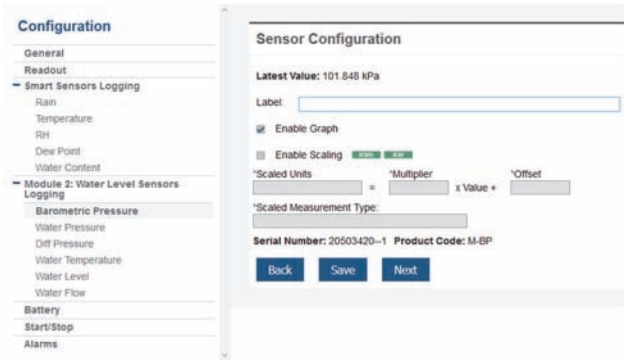 Configuration
General
Readout
Smart Sensors Logging
Rain
Temperature
RH
Dew Point
Water Content
Module 2: Water Level Sensors
Logging
Barometric Pressure
Water Pressure
Diff Pressure
Water Temperature
Water Level
Water Flow
Battery
Start/Stop
Alarms
Sensor Configuration
Latest Value: 101.848 kPa
Label:
Enable Graph
Enable Scaling
*Scaled Units *Multiplier *Offset
= x Value +
*Scaled Measurement Type:
Serial Number: 20503420--1 Product Code: M-BP
Back Save Next